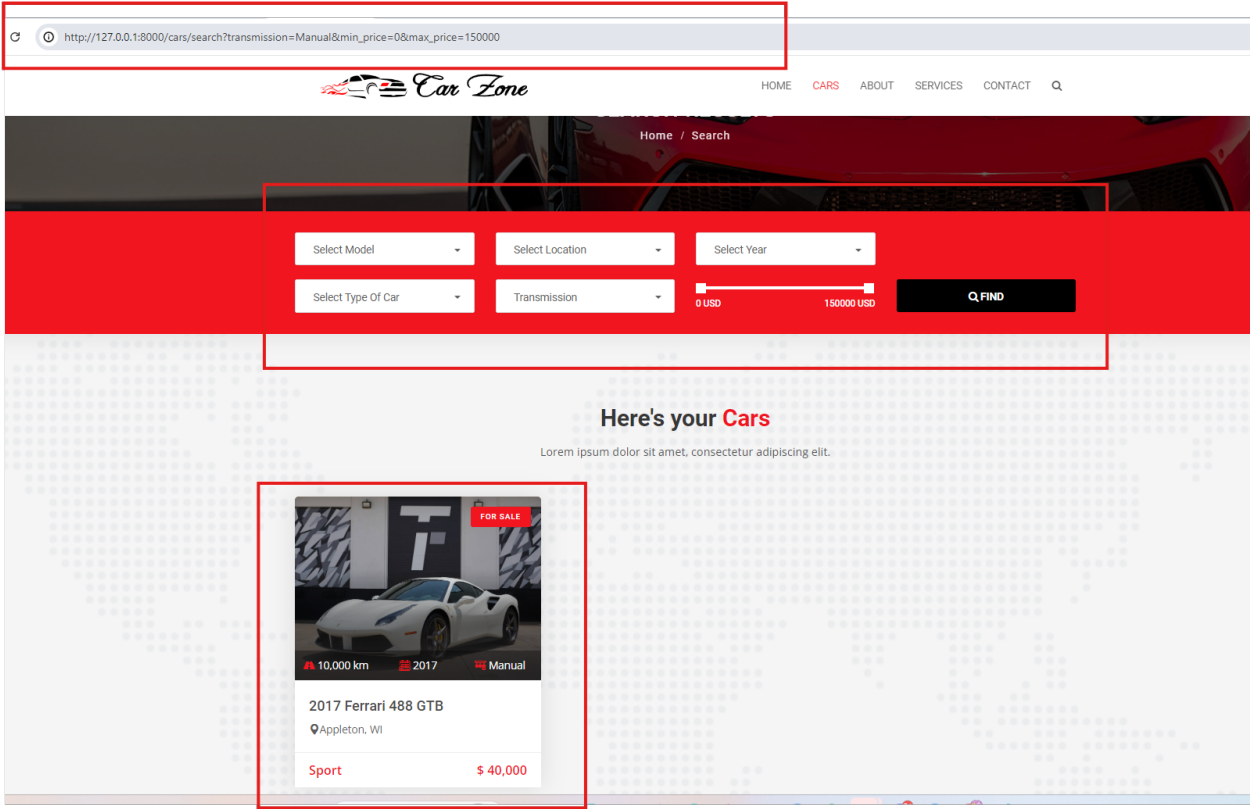 http://127.0.0.1:8000/cars/search?transmission=Manual&min_price=0&max_price=150000
Car Zone
HOME CARS ABOUT SERVICES CONTACT
Home / Search
Select Model Select Location Select Year
Select Type Of Car Transmission 0 USD 150000 USD FIND
Here's your Cars
Lorem ipsum dolor sit amet, consectetur adipiscing elit.
FOR SALE
10,000 km 2017 Manual
2017 Ferrari 488 GTB
Appleton, WI
Sport $ 40,000